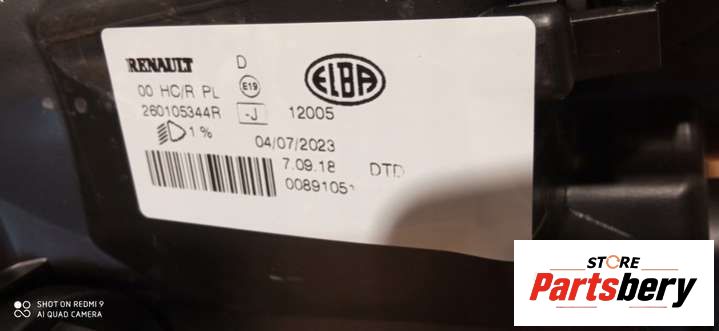 RENAULT D
ELBA
00 HC/R PL E19
260105344R -J 12005
1%
04/07/2023
7.09.18 DTD
0089105
STORE
Partsbery
SHOT ON REDMI 9
AI QUAD CAMERA